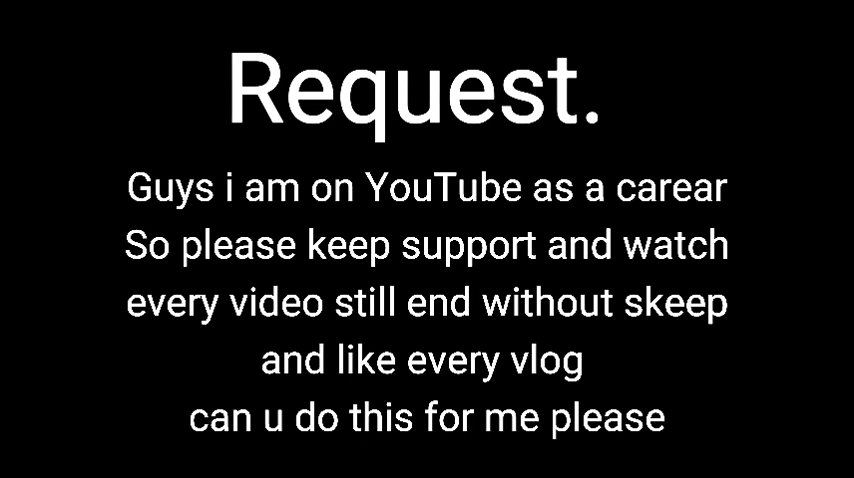 Request.
Guys i am on YouTube as a carear
So please keep support and watch
every video still end without skeep
and like every vlog
can u do this for me please